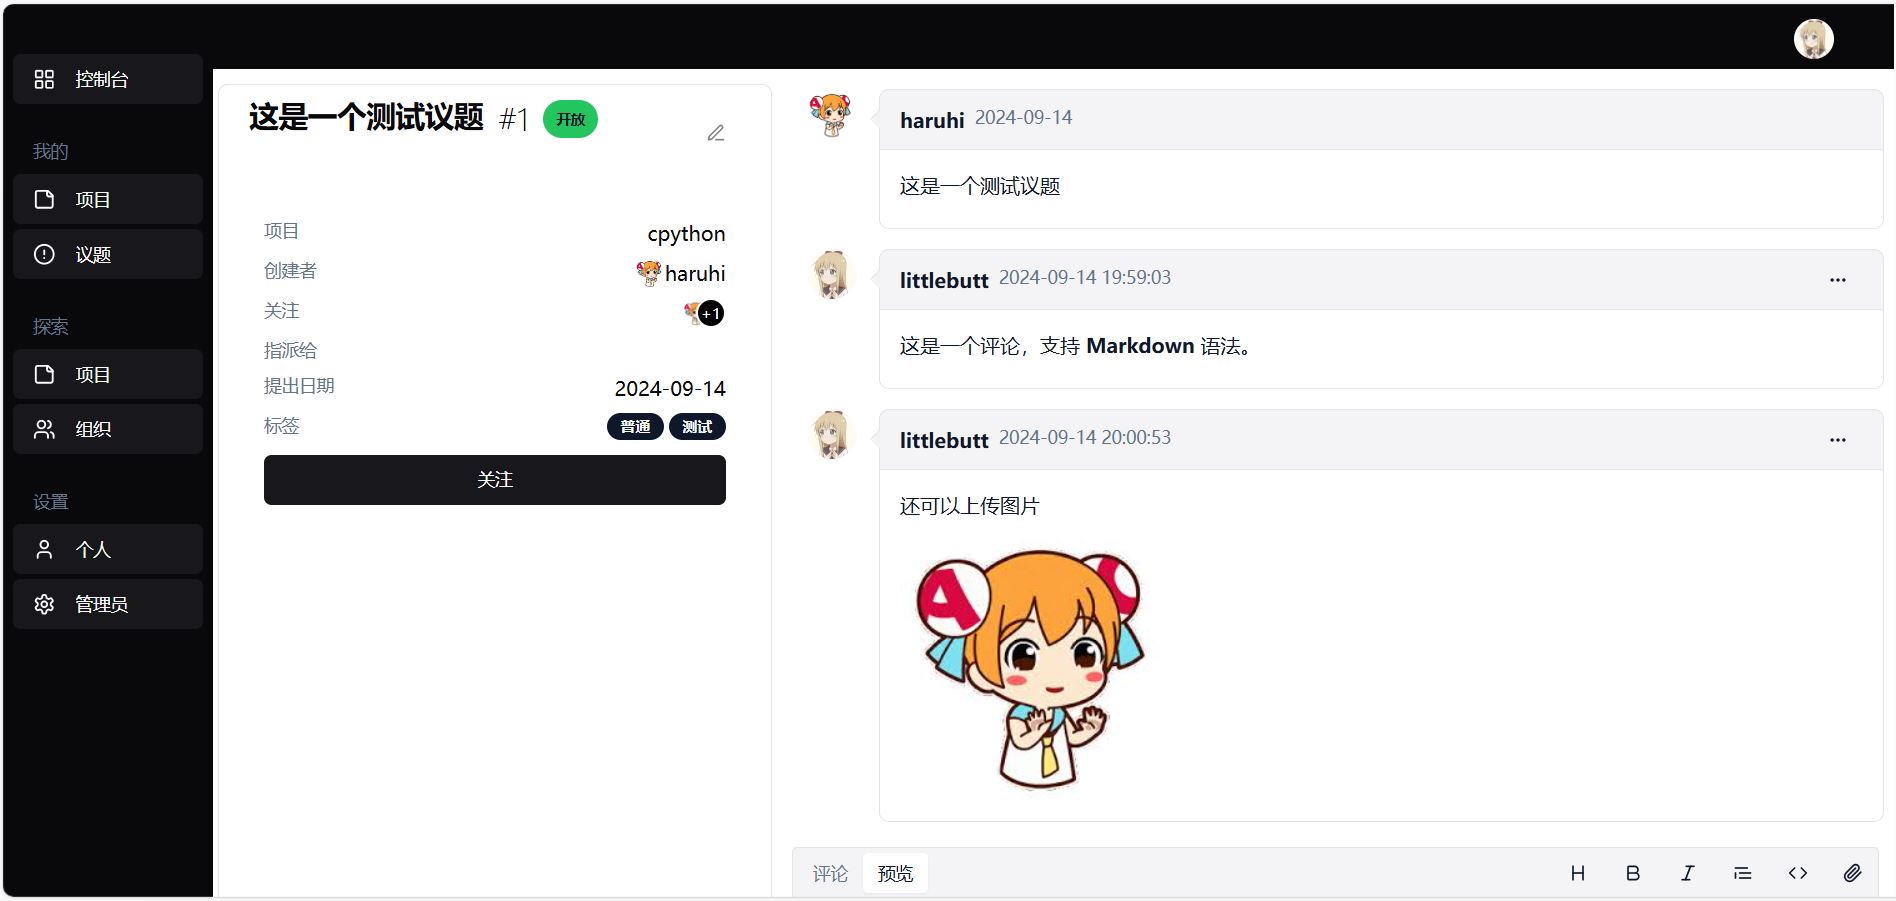 控制台
我的
项目
议题
探索
项目
组织
设置
个人
管理员
这是一个测试议题 #1 开放
项目 cpython
创建者 haruhi
关注 +1
指派给
提出日期 2024-09-14
标签 普通 测试
关注
haruhi 2024-09-14
这是一个测试议题
littlebutt 2024-09-14 19:59:03
这是一个评论，支持 Markdown 语法。
littlebutt 2024-09-14 20:00:53
还可以上传图片
A C
评论 预览